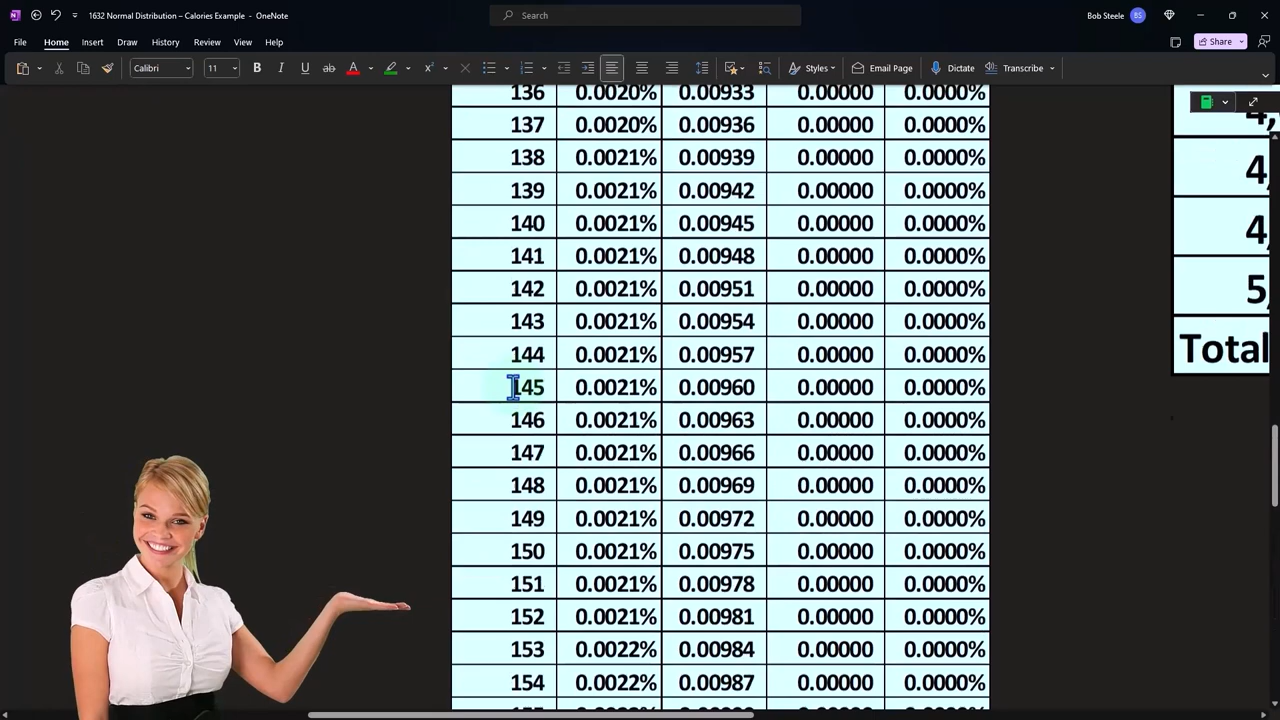 1632 Normal Distribution – Calories Example - OneNote
Search
Bob Steele
BS
File Home Insert Draw History Review View Help
Share
Calibri 11 B I U ab A Styles Email Page Dictate Transcribe
136 0.0020% 0.00933 0.00000 0.0000%
137 0.0020% 0.00936 0.00000 0.0000%
138 0.0021% 0.00939 0.00000 0.0000%
139 0.0021% 0.00942 0.00000 0.0000%
140 0.0021% 0.00945 0.00000 0.0000%
141 0.0021% 0.00948 0.00000 0.0000%
142 0.0021% 0.00951 0.00000 0.0000%
143 0.0021% 0.00954 0.00000 0.0000%
144 0.0021% 0.00957 0.00000 0.0000%
145 0.0021% 0.00960 0.00000 0.0000%
146 0.0021% 0.00963 0.00000 0.0000%
147 0.0021% 0.00966 0.00000 0.0000%
148 0.0021% 0.00969 0.00000 0.0000%
149 0.0021% 0.00972 0.00000 0.0000%
150 0.0021% 0.00975 0.00000 0.0000%
151 0.0021% 0.00978 0.00000 0.0000%
152 0.0021% 0.00981 0.00000 0.0000%
153 0.0022% 0.00984 0.00000 0.0000%
154 0.0022% 0.00987 0.00000 0.0000%
4,
4,
4,
5,
Total